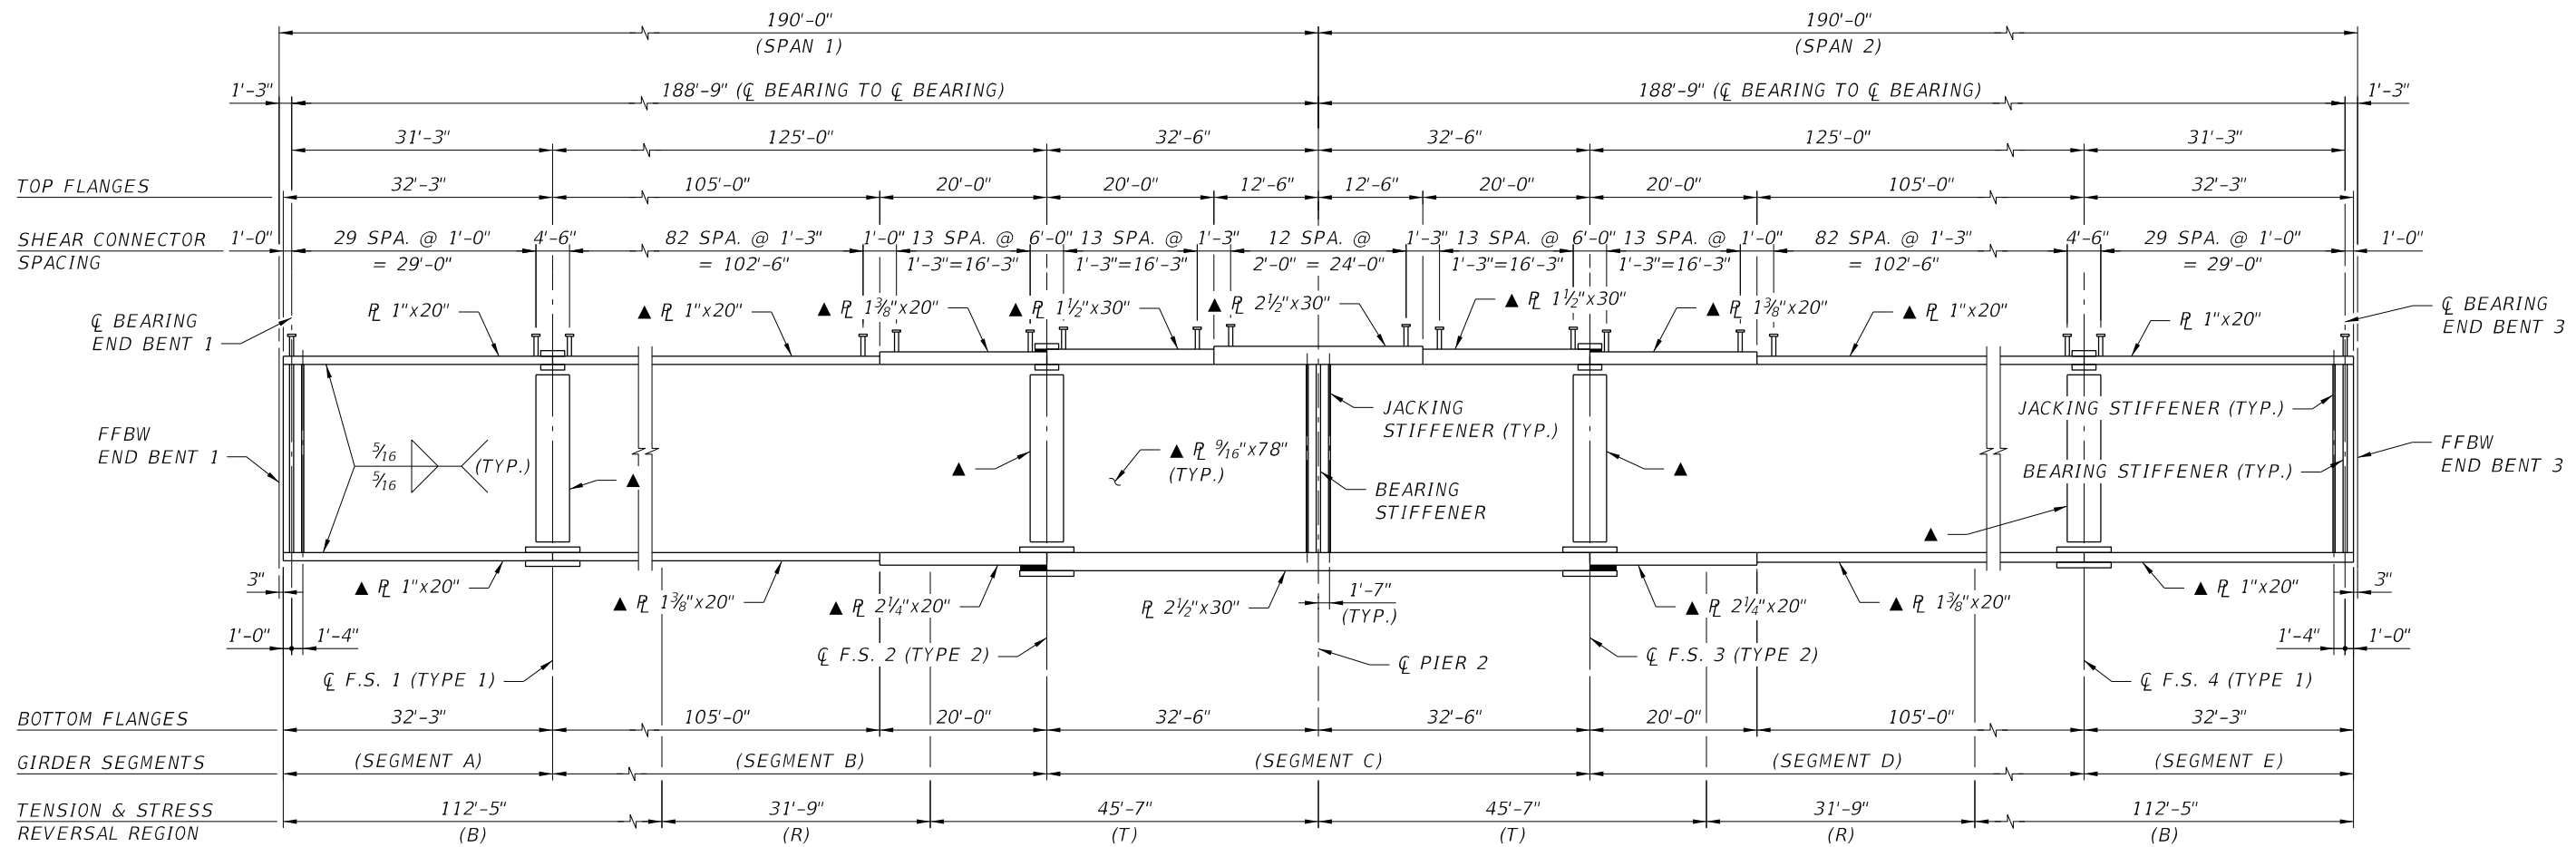 190'-0" 190'-0"
(SPAN 1) (SPAN 2)
1'-3" 188'-9" (℄ BEARING TO ℄ BEARING) 188'-9" (℄ BEARING TO ℄ BEARING) 1'-3"
31'-3" 125'-0" 32'-6" 32'-6" 125'-0" 31'-3"
TOP FLANGES 32'-3" 105'-0" 20'-0" 20'-0" 12'-6" 12'-6" 20'-0" 20'-0" 105'-0" 32'-3"
SHEAR CONNECTOR 1'-0" 29 SPA. @ 1'-0" 4'-6" 82 SPA. @ 1'-3" 1'-0" 13 SPA. @ 6'-0" 13 SPA. @ 1'-3" 12 SPA. @ 1'-3" 13 SPA. @ 6'-0" 13 SPA. @ 1'-0" 82 SPA. @ 1'-3" 4'-6" 29 SPA. @ 1'-0" 1'-0"
SPACING = 29'-0" = 102'-6" 1'-3"=16'-3" 1'-3"=16'-3" 2'-0" = 24'-0" 1'-3"=16'-3" 1'-3"=16'-3" = 102'-6" = 29'-0"
℄ BEARING
END BENT 1
PL 1"x20"
▲ PL 1"x20"
▲ PL 1⅜"x20"
▲ PL 1½"x30"
▲ PL 2½"x30"
▲ PL 1½"x30"
▲ PL 1⅜"x20"
▲ PL 1"x20"
PL 1"x20"
℄ BEARING
END BENT 3
FFBW
END BENT 1
5/16
5/16
(TYP.)
▲
▲
▲ PL 9/16"x78"
(TYP.)
JACKING
STIFFENER (TYP.)
BEARING
STIFFENER
▲
JACKING STIFFENER (TYP.)
BEARING STIFFENER (TYP.)
▲
FFBW
END BENT 3
3"
▲ PL 1"x20"
▲ PL 1⅜"x20"
▲ PL 2¼"x20"
PL 2½"x30"
1'-7"
(TYP.)
▲ PL 2¼"x20"
▲ PL 1⅜"x20"
▲ PL 1"x20"
3"
1'-0" 1'-4"
1'-4" 1'-0"
℄ F.S. 1 (TYPE 1)
℄ F.S. 2 (TYPE 2)
℄ PIER 2
℄ F.S. 3 (TYPE 2)
℄ F.S. 4 (TYPE 1)
BOTTOM FLANGES 32'-3" 105'-0" 20'-0" 32'-6" 32'-6" 20'-0" 105'-0" 32'-3"
GIRDER SEGMENTS (SEGMENT A) (SEGMENT B) (SEGMENT C) (SEGMENT D) (SEGMENT E)
TENSION & STRESS 112'-5" 31'-9" 45'-7" 45'-7" 31'-9" 112'-5"
REVERSAL REGION (B) (R) (T) (T) (R) (B)